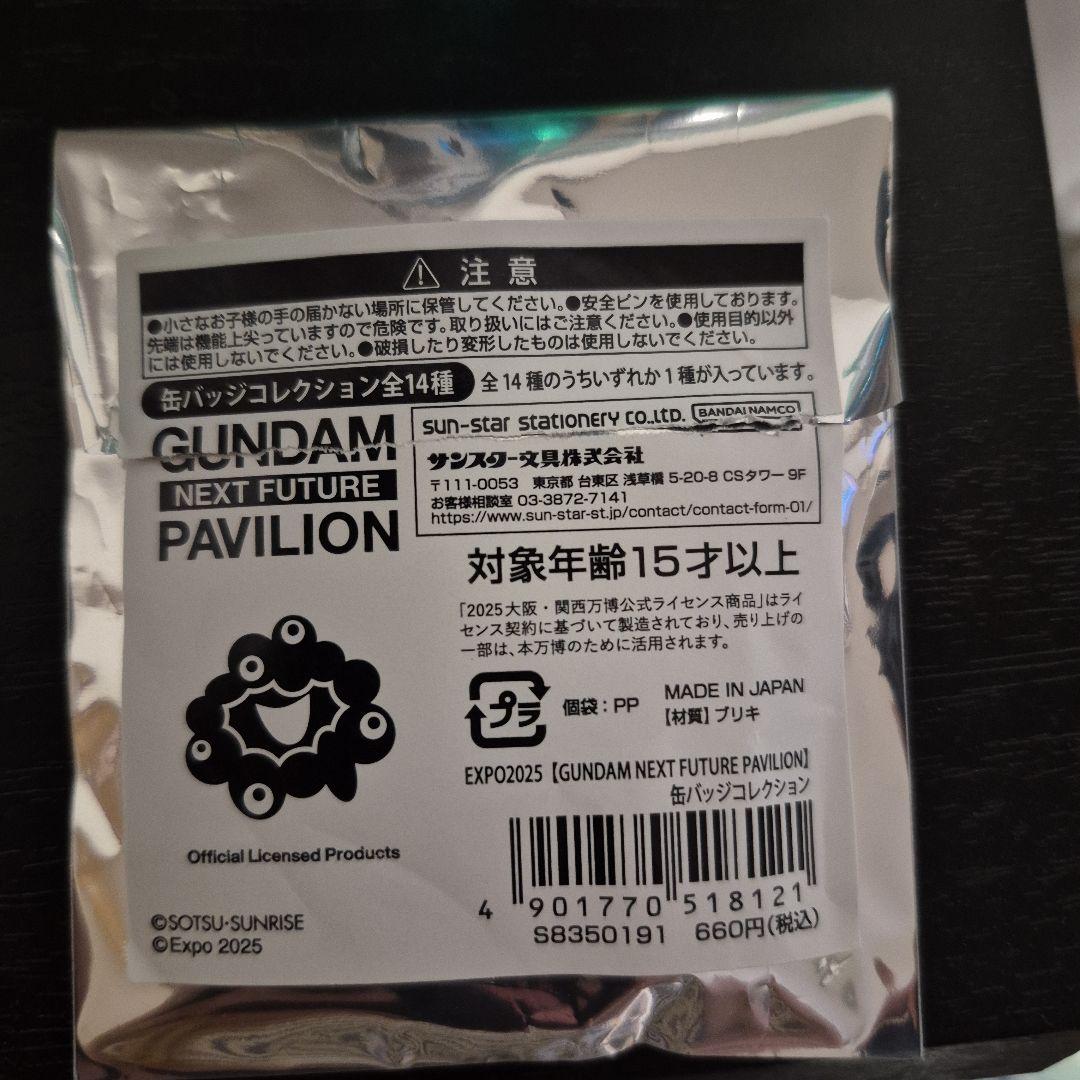 注意
●小さなお子様の手の届かない場所に保管してください。●安全ピンを使用しております。
先端は機能上尖っていますので危険です。取り扱いにはご注意ください。●使用目的以外
には使用しないでください。●破損したり変形したものは使用しないでください。
缶バッジコレクション全14種 全14種のうちいずれか1種が入っています。
GUNDAM
NEXT FUTURE
PAVILION
sun-star stationery co.,ltd. BANDAI NAMCO
サンスター文具株式会社
〒111-0053 東京都 台東区 浅草橋 5-20-8 CSタワー 9F
お客様相談室 03-3872-7141
https://www.sun-star-st.jp/contact/contact-form-01/
対象年齢15才以上
「2025大阪・関西万博公式ライセンス商品」はライ
センス契約に基づいて製造されており、売り上げの
一部は、本万博のために活用されます。
プラ 個袋：PP
MADE IN JAPAN
【材質】ブリキ
EXPO2025【GUNDAM NEXT FUTURE PAVILION】
缶バッジコレクション
4 901770 518121
S8350191 660円(税込)
Official Licensed Products
©SOTSU・SUNRISE
©Expo 2025